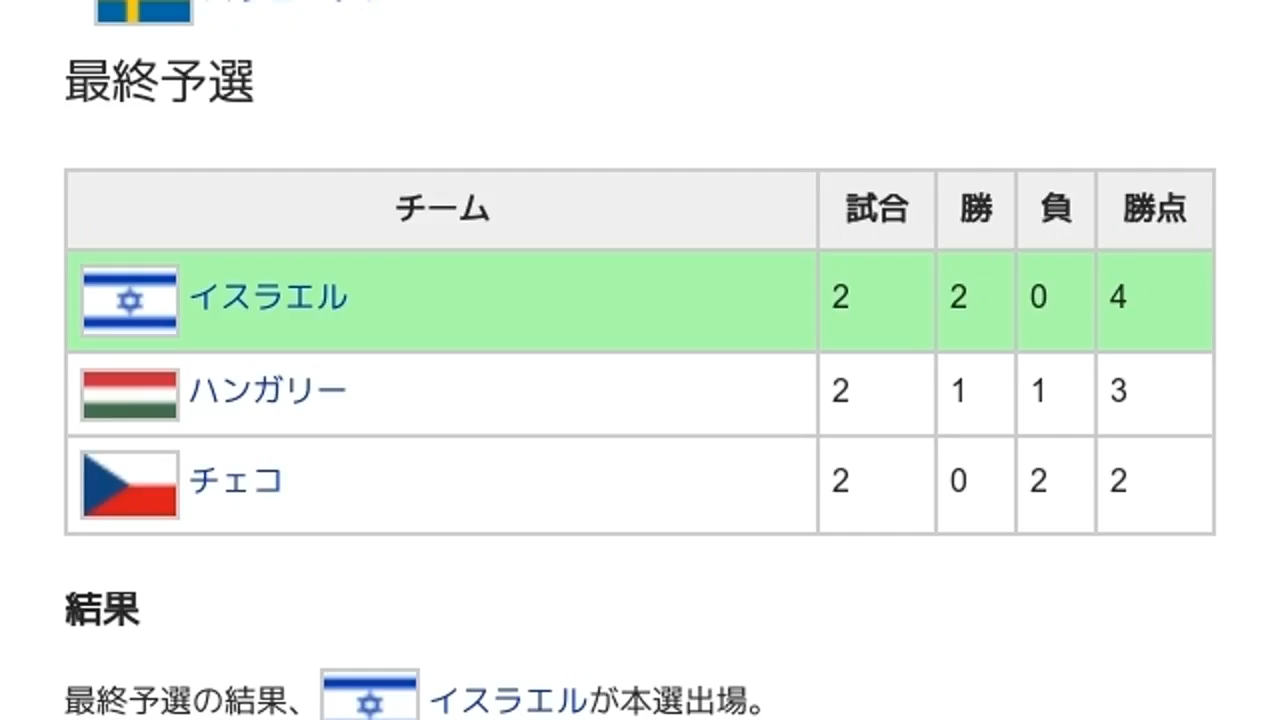 最終予選
チーム 試合 勝 負 勝点
イスラエル 2 2 0 4
ハンガリー 2 1 1 3
チェコ 2 0 2 2
結果
最終予選の結果、 イスラエルが本選出場。